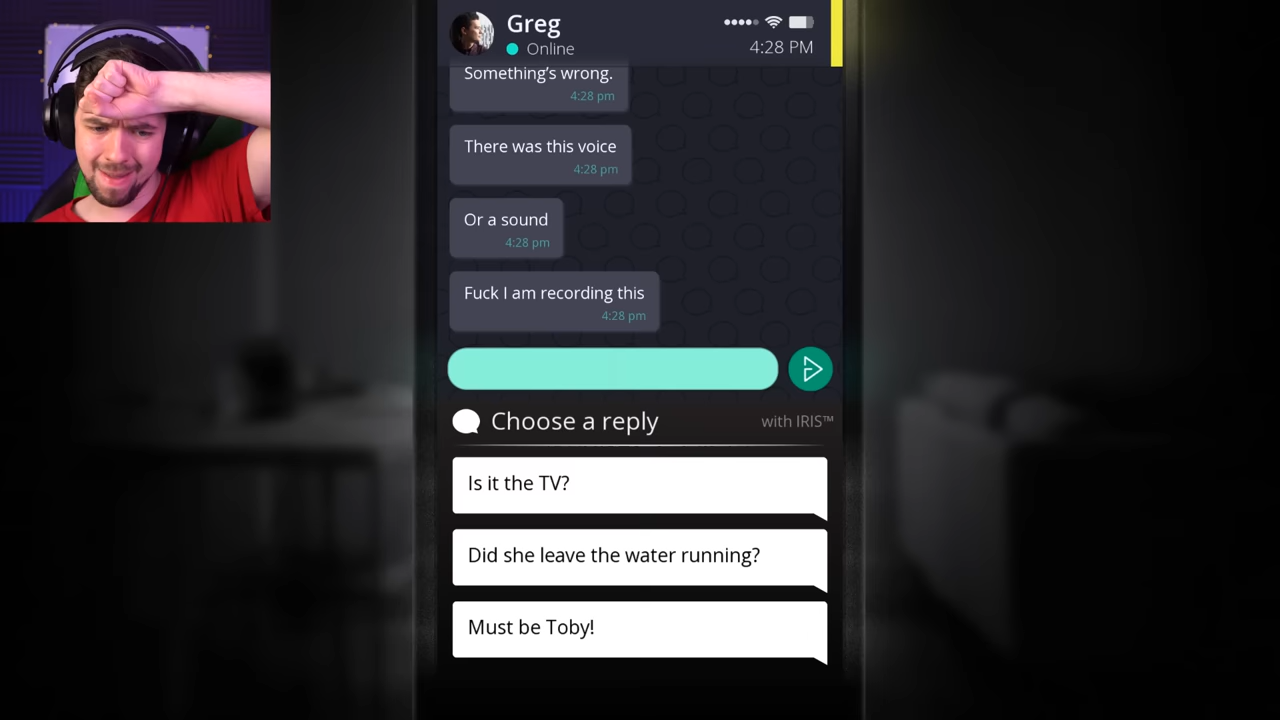 Greg
Online
4:28 PM
Something's wrong.
4:28 pm
There was this voice
4:28 pm
Or a sound
4:28 pm
Fuck I am recording this
4:28 pm
Choose a reply
with IRIS™
Is it the TV?
Did she leave the water running?
Must be Toby!